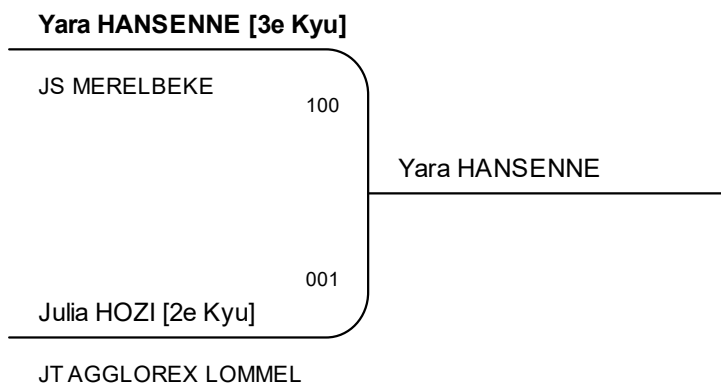 Yara HANSENNE [3e Kyu]
JS MERELBEKE
100
Yara HANSENNE
001
Julia HOZI [2e Kyu]
JT AGGLOREX LOMMEL